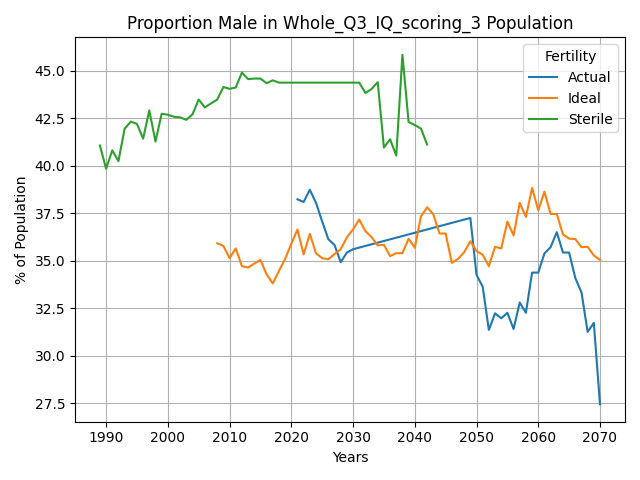 Proportion Male in Whole_Q3_IQ_scoring_3 Population
Fertility
Actual
Ideal
Sterile
% of Population
45.0
42.5
40.0
37.5
35.0
32.5
30.0
27.5
1990 2000 2010 2020 2030 2040 2050 2060 2070
Years